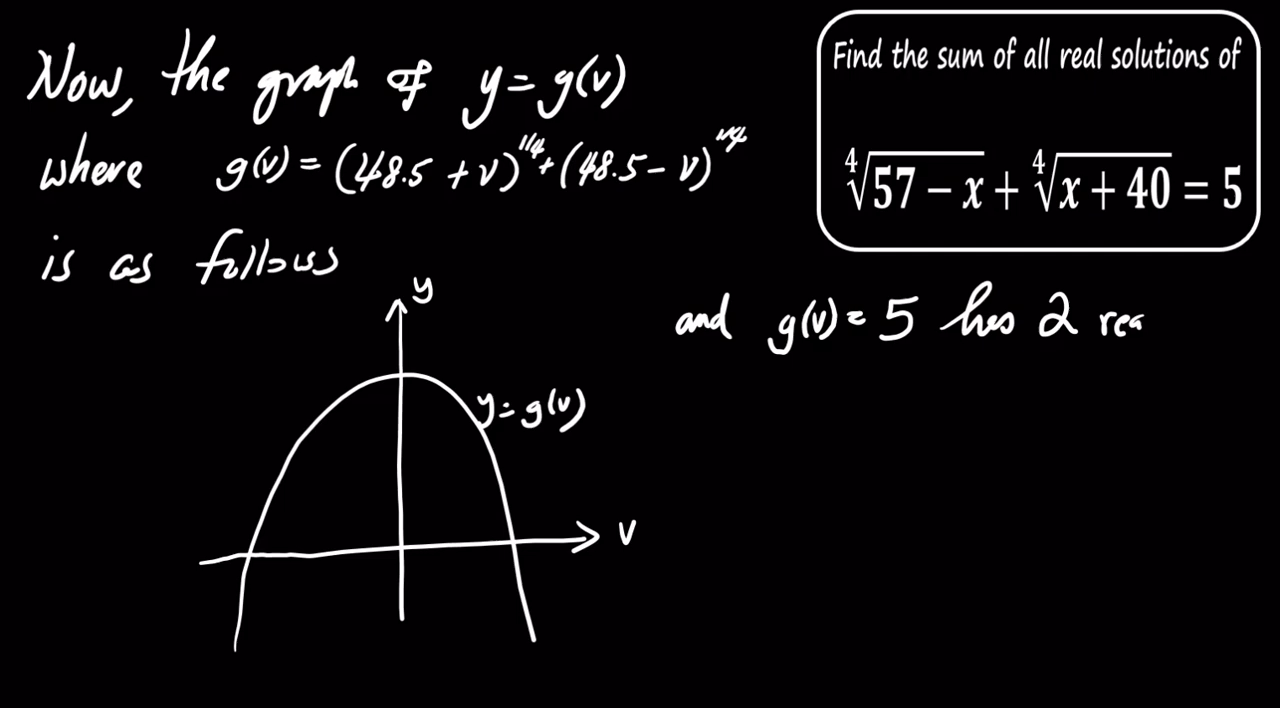 Now, the graph of y = g(v)
where g(v) = (48.5 + v)^1/4 + (48.5 - v)^1/4
is as follows
Find the sum of all real solutions of
∜57 − x + ∜x + 40 = 5
and g(v) = 5 has 2 rea
y
y = g(v)
v